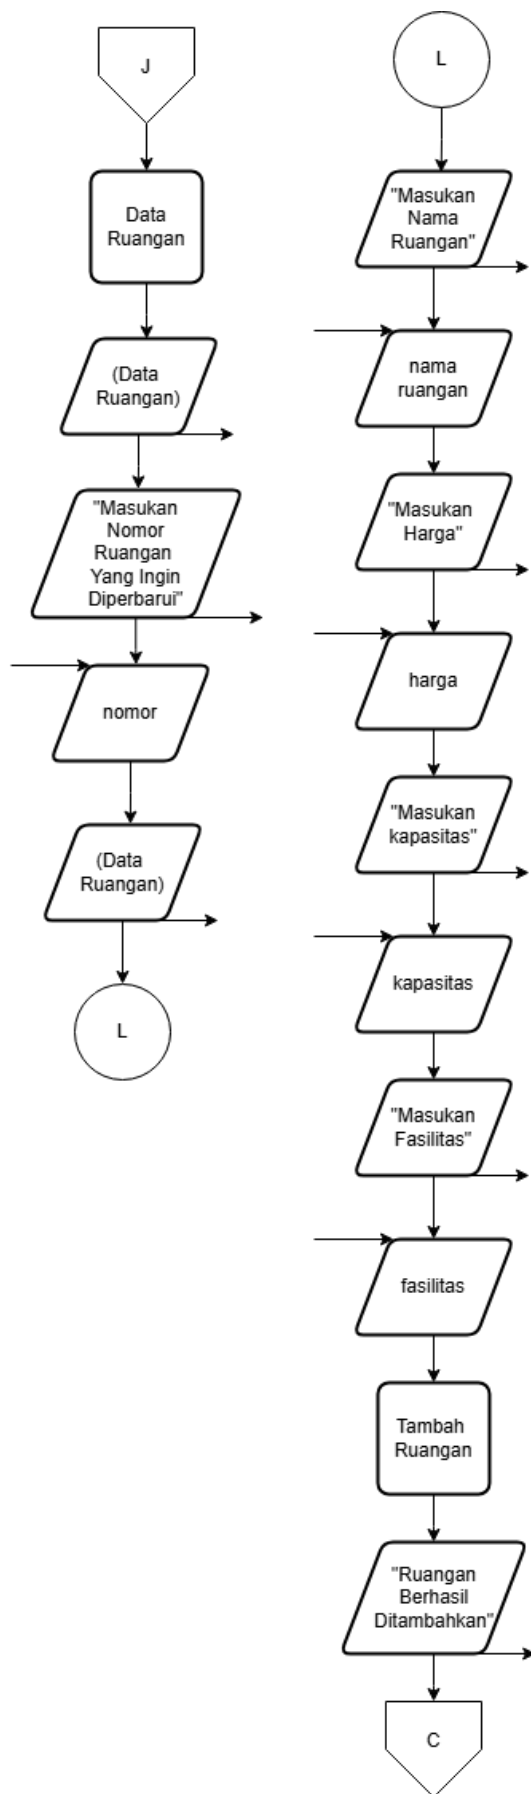 J
Data
Ruangan
(Data
Ruangan)
"Masukan
Nomor
Ruangan
Yang Ingin
Diperbarui"
nomor
(Data
Ruangan)
L
L
"Masukan
Nama
Ruangan"
nama
ruangan
"Masukan
Harga"
harga
"Masukan
kapasitas"
kapasitas
"Masukan
Fasilitas"
fasilitas
Tambah
Ruangan
"Ruangan
Berhasil
Ditambahkan"
C